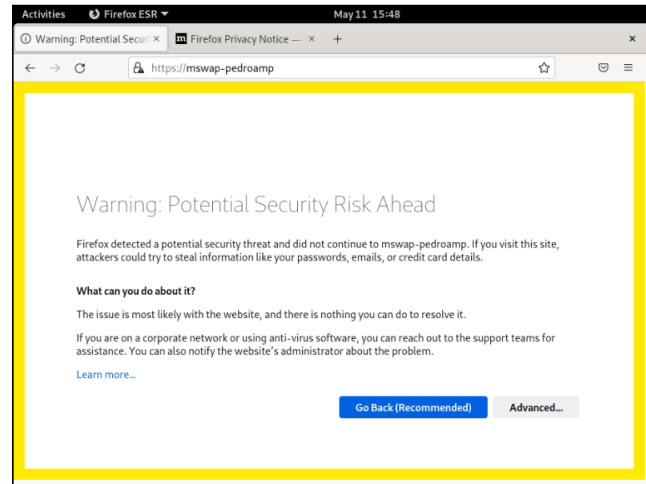 Activities Firefox ESR May 11 15:48
Warning: Potential Securi × Firefox Privacy Notice — × + ×
https://mswap-pedroamp
Warning: Potential Security Risk Ahead
Firefox detected a potential security threat and did not continue to mswap-pedroamp. If you visit this site,
attackers could try to steal information like your passwords, emails, or credit card details.
What can you do about it?
The issue is most likely with the website, and there is nothing you can do to resolve it.
If you are on a corporate network or using anti-virus software, you can reach out to the support teams for
assistance. You can also notify the website's administrator about the problem.
Learn more…
Go Back (Recommended) Advanced…